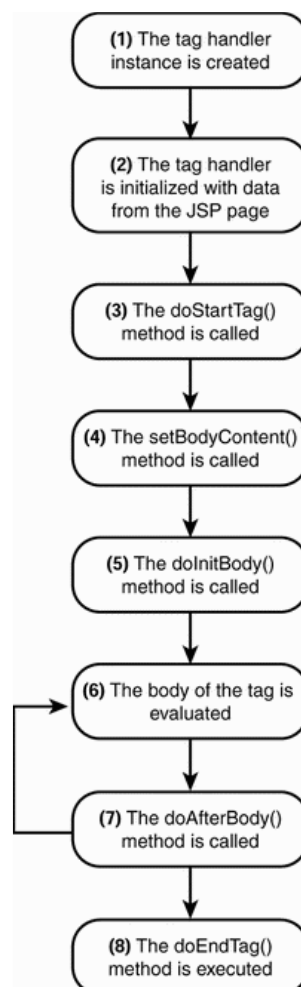 (1) The tag handler
instance is created
(2) The tag handler
is initialized with data
from the JSP page
(3) The doStartTag()
method is called
(4) The setBodyContent()
method is called
(5) The doInitBody()
method is called
(6) The body of the tag is
evaluated
(7) The doAfterBody()
method is called
(8) The doEndTag()
method is executed